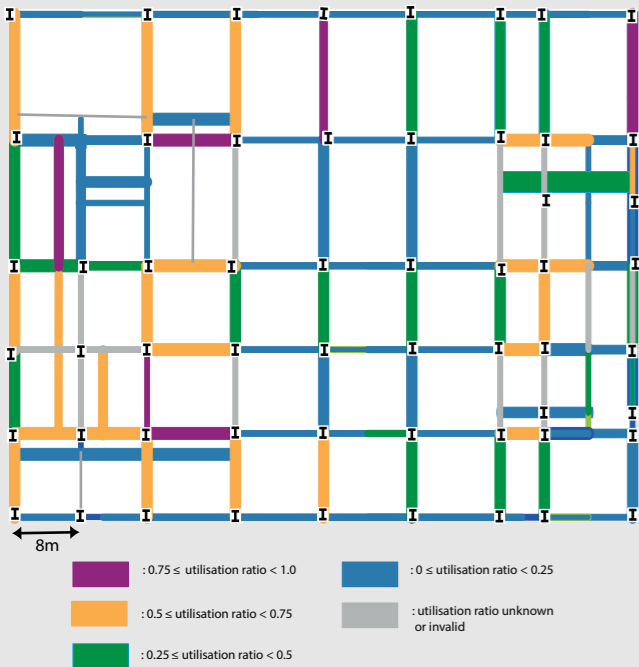 8m
: 0.75 ≤ utilisation ratio < 1.0
: 0 ≤ utilisation ratio < 0.25
: 0.5 ≤ utilisation ratio < 0.75
: utilisation ratio unknown
or invalid
: 0.25 ≤ utilisation ratio < 0.5